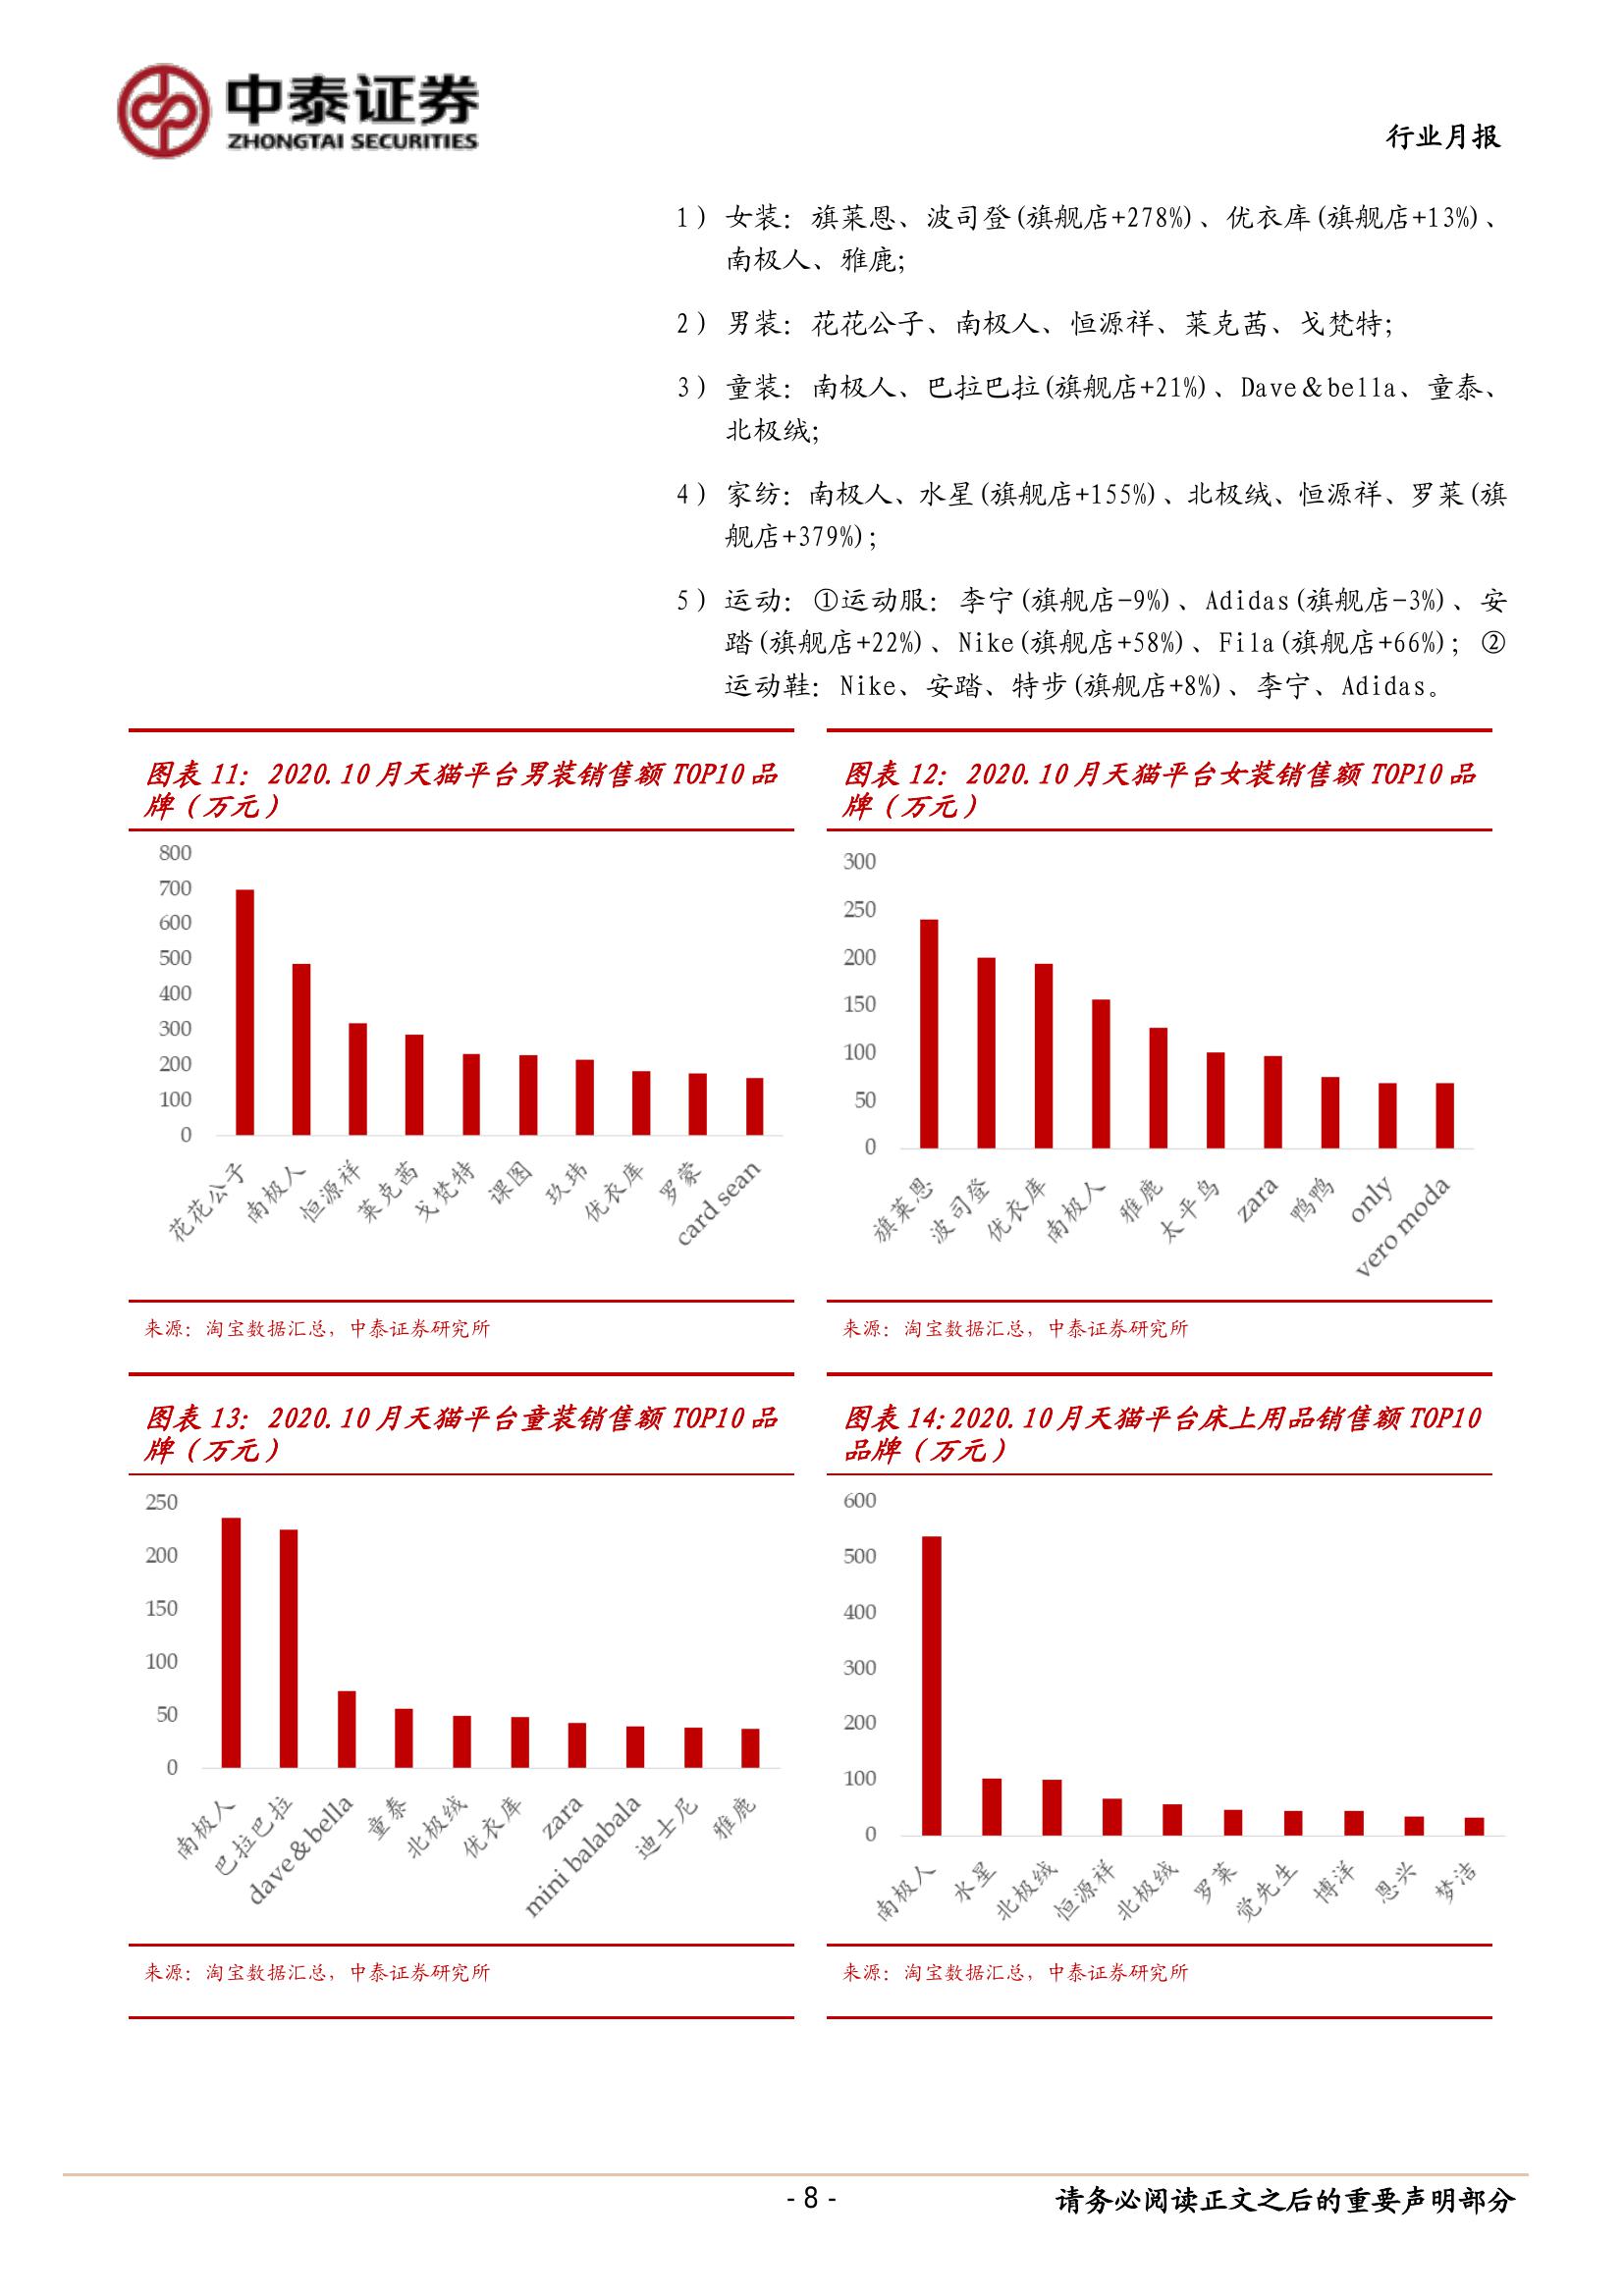 中泰证券
ZHONGTAI SECURITIES
行业月报
1) 女装：旗莱恩、波司登(旗舰店+278%)、优衣库(旗舰店+13%)、
南极人、雅鹿；
2) 男装：花花公子、南极人、恒源祥、莱克茜、戈梵特；
3) 童装：南极人、巴拉巴拉(旗舰店+21%)、Dave＆bella、童泰、
北极绒；
4) 家纺：南极人、水星(旗舰店+155%)、北极绒、恒源祥、罗莱(旗
舰店+379%)；
5) 运动：①运动服：李宁(旗舰店-9%)、Adidas(旗舰店-3%)、安
踏(旗舰店+22%)、Nike(旗舰店+58%)、Fila(旗舰店+66%)；②
运动鞋：Nike、安踏、特步(旗舰店+8%)、李宁、Adidas。
图表 11：2020.10 月天猫平台男装销售额 TOP10 品
牌（万元）
800
700
600
500
400
300
200
100
0
花花公子
南极人
恒源祥
莱克茜
戈梵特
课图
玖玮
优衣库
罗蒙
card sean
来源：淘宝数据汇总，中泰证券研究所
图表 12：2020.10 月天猫平台女装销售额 TOP10 品
牌（万元）
300
250
200
150
100
50
0
旗莱恩
波司登
优衣库
南极人
雅鹿
太平鸟
zara
鸭鸭
only
vero moda
来源：淘宝数据汇总，中泰证券研究所
图表 13：2020.10 月天猫平台童装销售额 TOP10 品
牌（万元）
250
200
150
100
50
0
南极人
巴拉巴拉
dave＆bella
童泰
北极绒
优衣库
zara
mini balabala
迪士尼
雅鹿
来源：淘宝数据汇总，中泰证券研究所
图表 14:2020.10 月天猫平台床上用品销售额 TOP10
品牌（万元）
600
500
400
300
200
100
0
南极人
水星
北极绒
恒源祥
北极绒
罗莱
觉先生
博洋
恩兴
梦洁
来源：淘宝数据汇总，中泰证券研究所
- 8 -
请务必阅读正文之后的重要声明部分